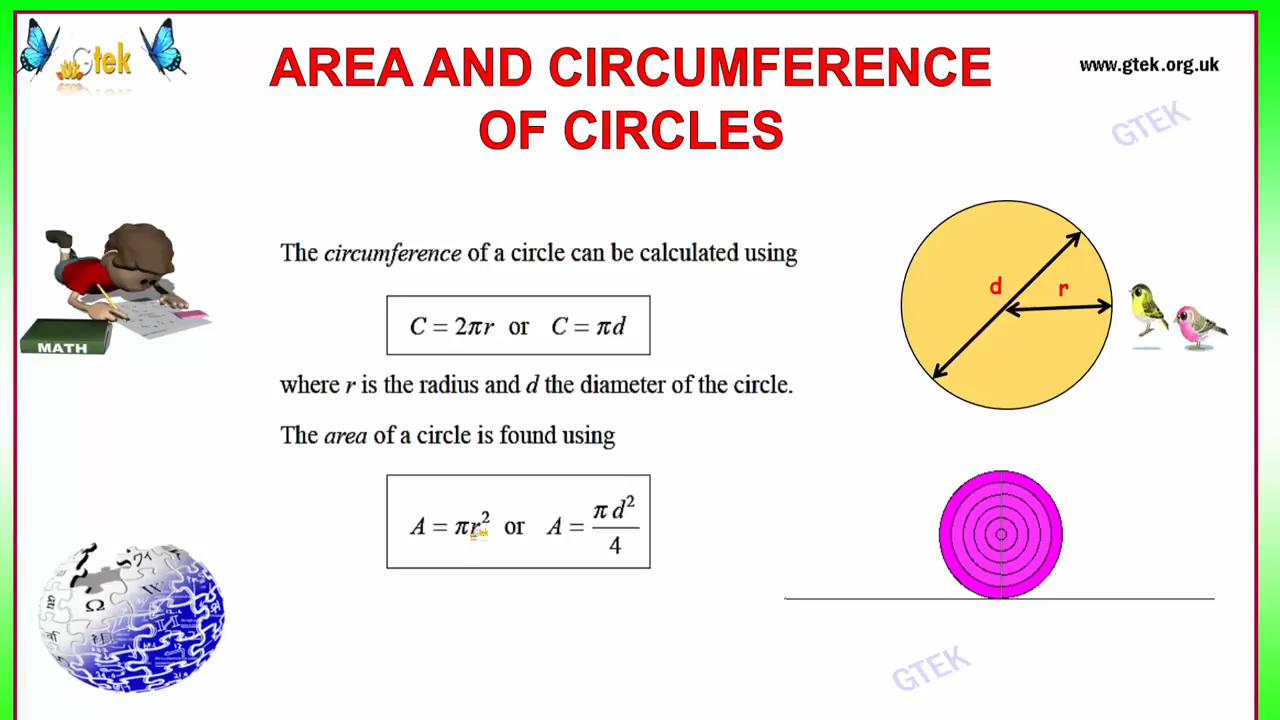 Gtek
AREA AND CIRCUMFERENCE
OF CIRCLES
www.gtek.org.uk
GTEK
The circumference of a circle can be calculated using
C = 2πr or C = πd
where r is the radius and d the diameter of the circle.
The area of a circle is found using
A = πr² or A = πd²/4
d
r
MATH
Ω
W
GTEK